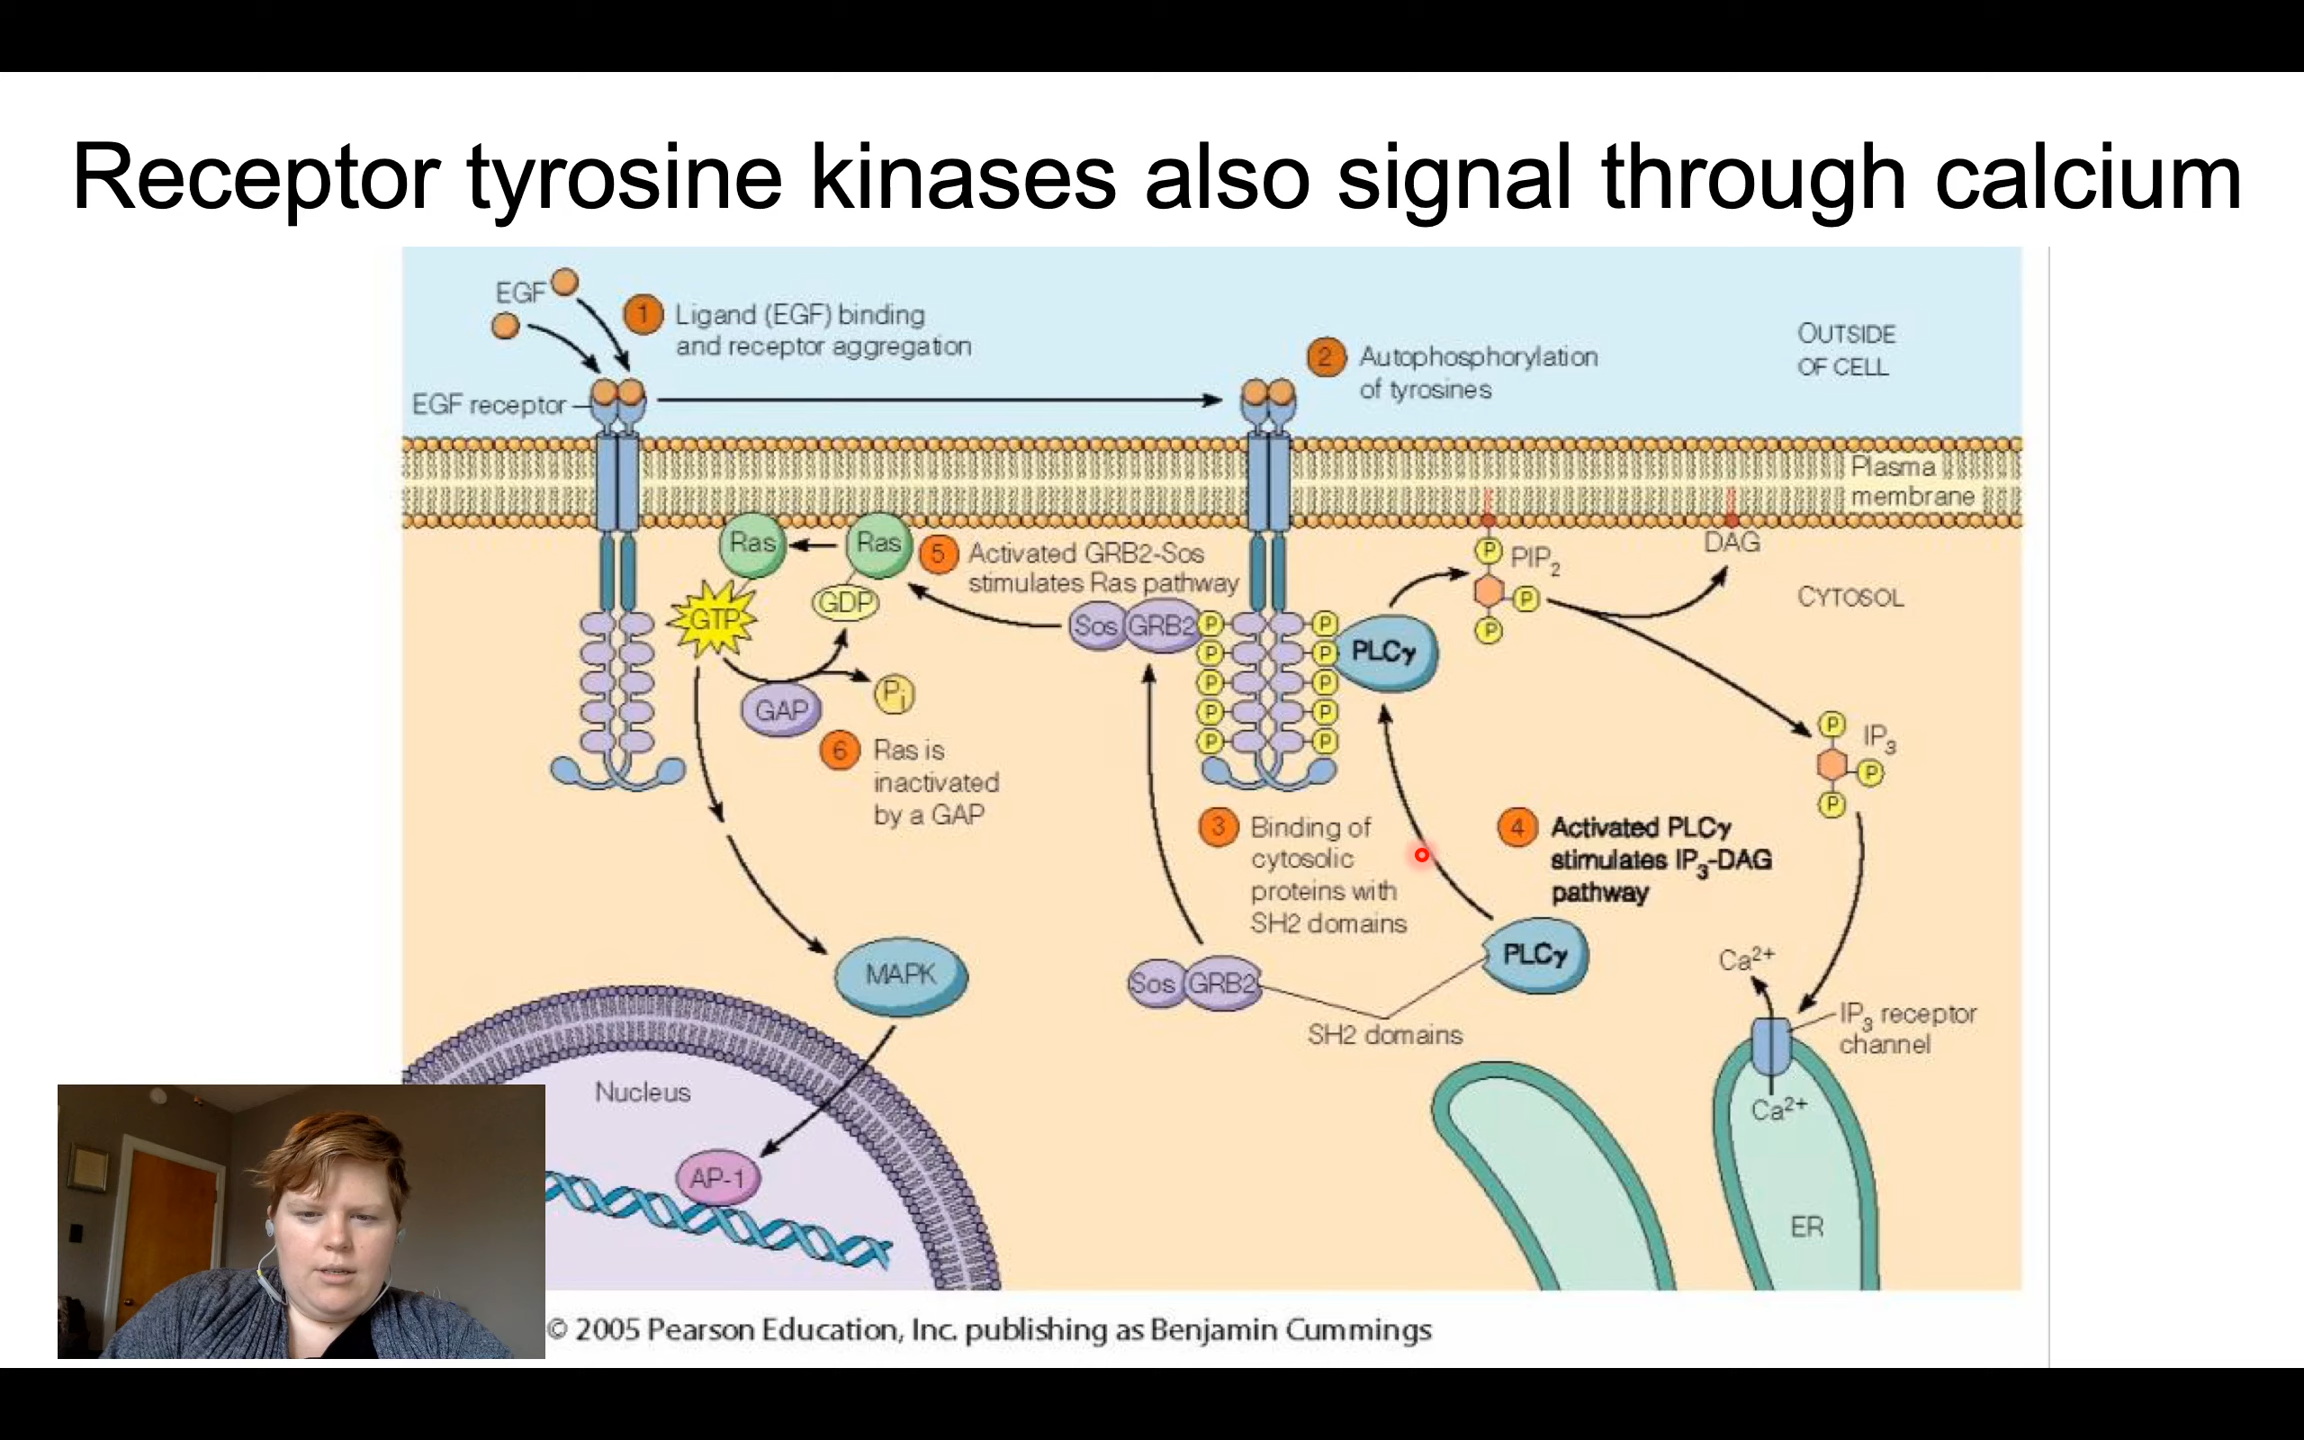 Receptor tyrosine kinases also signal through calcium
EGF
1
Ligand (EGF) binding
and receptor aggregation
EGF receptor
2
Autophosphorylation
of tyrosines
OUTSIDE
OF CELL
Plasma
membrane
Ras
Ras
5
Activated GRB2-Sos
stimulates Ras pathway
GTP
GDP
GAP
Pi
6
Ras is
inactivated
by a GAP
Sos
GRB2
P
P
P
P
P
P
P
P
P
P
PLCγ
P
PIP2
P
P
DAG
CYTOSOL
P
IP3
P
P
3
Binding of
cytosolic
proteins with
SH2 domains
4
Activated PLCγ
stimulates IP3-DAG
pathway
MAPK
Sos
GRB2
PLCγ
SH2 domains
Ca2+
IP3 receptor
channel
Ca2+
ER
Nucleus
AP-1
© 2005 Pearson Education, Inc. publishing as Benjamin Cummings